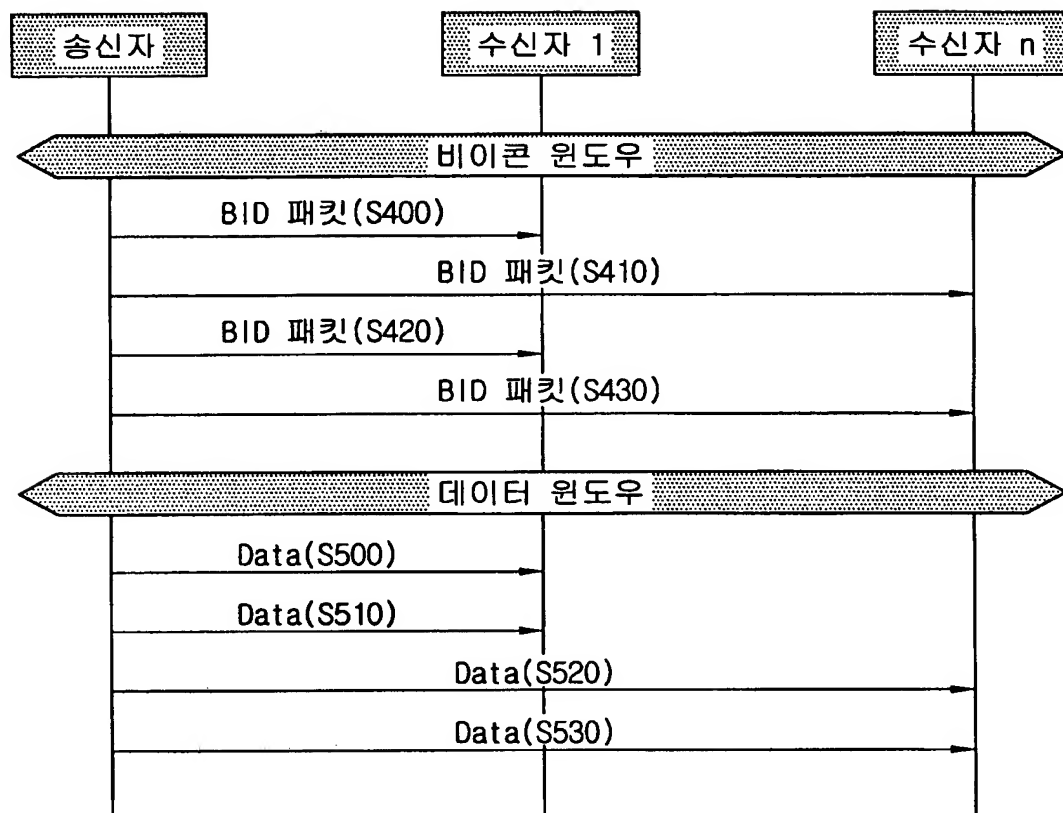 송신자
수신자 1
수신자 n
비이콘 윈도우
BID 패킷(S400)
BID 패킷(S410)
BID 패킷(S420)
BID 패킷(S430)
데이터 윈도우
Data(S500)
Data(S510)
Data(S520)
Data(S530)